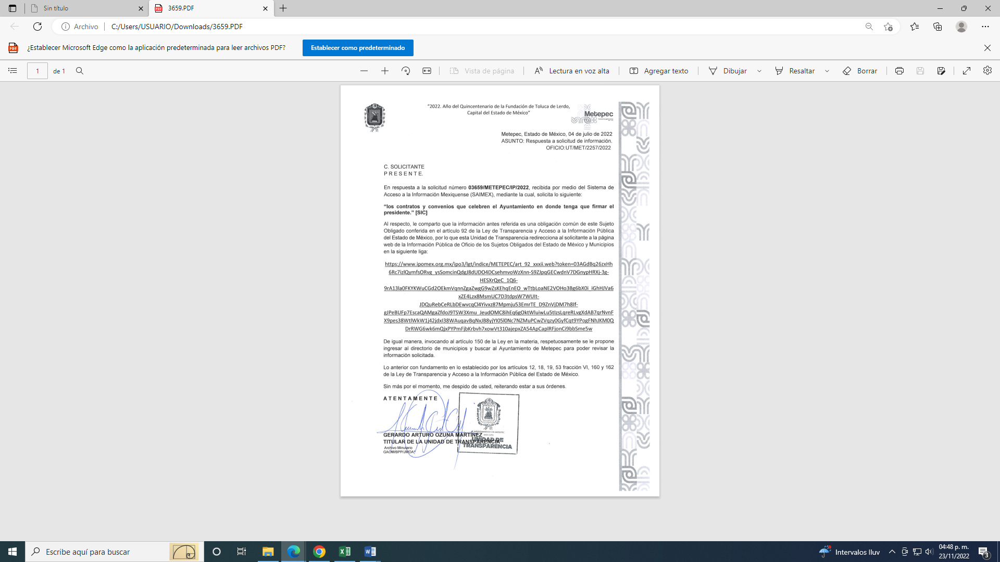 Sin título
3659.PDF
Archivo
C:/Users/USUARIO/Downloads/3659.PDF
¿Establecer Microsoft Edge como la aplicación predeterminada para leer archivos PDF?
Establecer como predeterminado
1 de 1
Vista de página
Lectura en voz alta
Agregar texto
Dibujar
Resaltar
Borrar
“2022. Año del Quincentenario de la Fundación de Toluca de Lerdo,
Capital del Estado de México”
Metepec
Metepec, Estado de México, 04 de julio de 2022
ASUNTO: Respuesta a solicitud de información.
OFICIO:UT/MET/2257/2022
C. SOLICITANTE
P R E S E N T E.
En respuesta a la solicitud número 03659/METEPEC/IP/2022, recibida por medio del Sistema de
Acceso a la Información Mexiquense (SAIMEX), mediante la cual, solicita lo siguiente:
“los contratos y convenios que celebren el Ayuntamiento en donde tenga que firmar el
presidente.” [SIC]
Al respecto, le comparto que la información antes referida es una obligación común de este Sujeto
Obligado conferida en el artículo 92 de la Ley de Transparencia y Acceso a la Información Pública
del Estado de México, por lo que esta Unidad de Transparencia redirecciona al solicitante a la página
web de la Información Pública de Oficio de los Sujetos Obligados del Estado de México y Municipios
en la siguiente liga:
https://www.ipomex.org.mx/ipo3/lgt/indice/METEPEC/art_92_xxxii.web?token=03AGdBq26zxHh
6Rc7izlQymfsORvg_ysSomcinQdgJ8dUDO4DCsehmvoWzXnn-S9ZJpqGECwdnV7DGnypHRXj-3g-
HESXrQeC_1Q6-
9rA13la0FKYKWuCGd2OEkmVqnnZgaZwgG9wZsKEhqEnEO_wTtbLoaNE2VOHo3Bg6bX0i_iGhHJVa6
xZE4Lzx8MsmUC7D3tdpsW7WUIt-
JDQuRebCeRLbDEwvcqCl4Yivxz87Mpmju53EmrTE_D9ZnVjDM7h8If-
gJPeBUFp7EscaQAMgaZfdoJ9TSW3Xmu_JeudOMC8ihEq6gOktWluiwLu5tIzsLqreRLvgXdAB7qrNvnF
X9pes38WtIWkW1j42jdxI38WAuqavBqNxJB8yjYI05l0Nc7NZMuPCwZVqzy0GyfCqt9YPogFNhJKM0Q
DrRWG6wk6mQjxPYPmFjbKrbvh7xowVt310ajepxZA54ApCaplRFjonCi9bbSme5w
De igual manera, invocando al artículo 150 de la Ley en la materia, respetuosamente se le propone
ingresar al directorio de municipios y buscar al Ayuntamiento de Metepec para poder revisar la
información solicitada.
Lo anterior con fundamento en lo establecido por los artículos 12, 18, 19, 53 fracción VI, 160 y 162
de la Ley de Transparencia y Acceso a la Información Pública del Estado de México.
Sin más por el momento, me despido de usted, reiterando estar a sus órdenes.
A T E N T A M E N T E
GERARDO ARTURO OZUNA MARTÍNEZ
TITULAR DE LA UNIDAD DE TRANSPARENCIA
Archivo Minutario
GAOM/BPP/JMOA*
UNIDAD DE
TRANSPARENCIA
Escribe aquí para buscar
Intervalos lluv
04:48 p. m.
23/11/2022
3